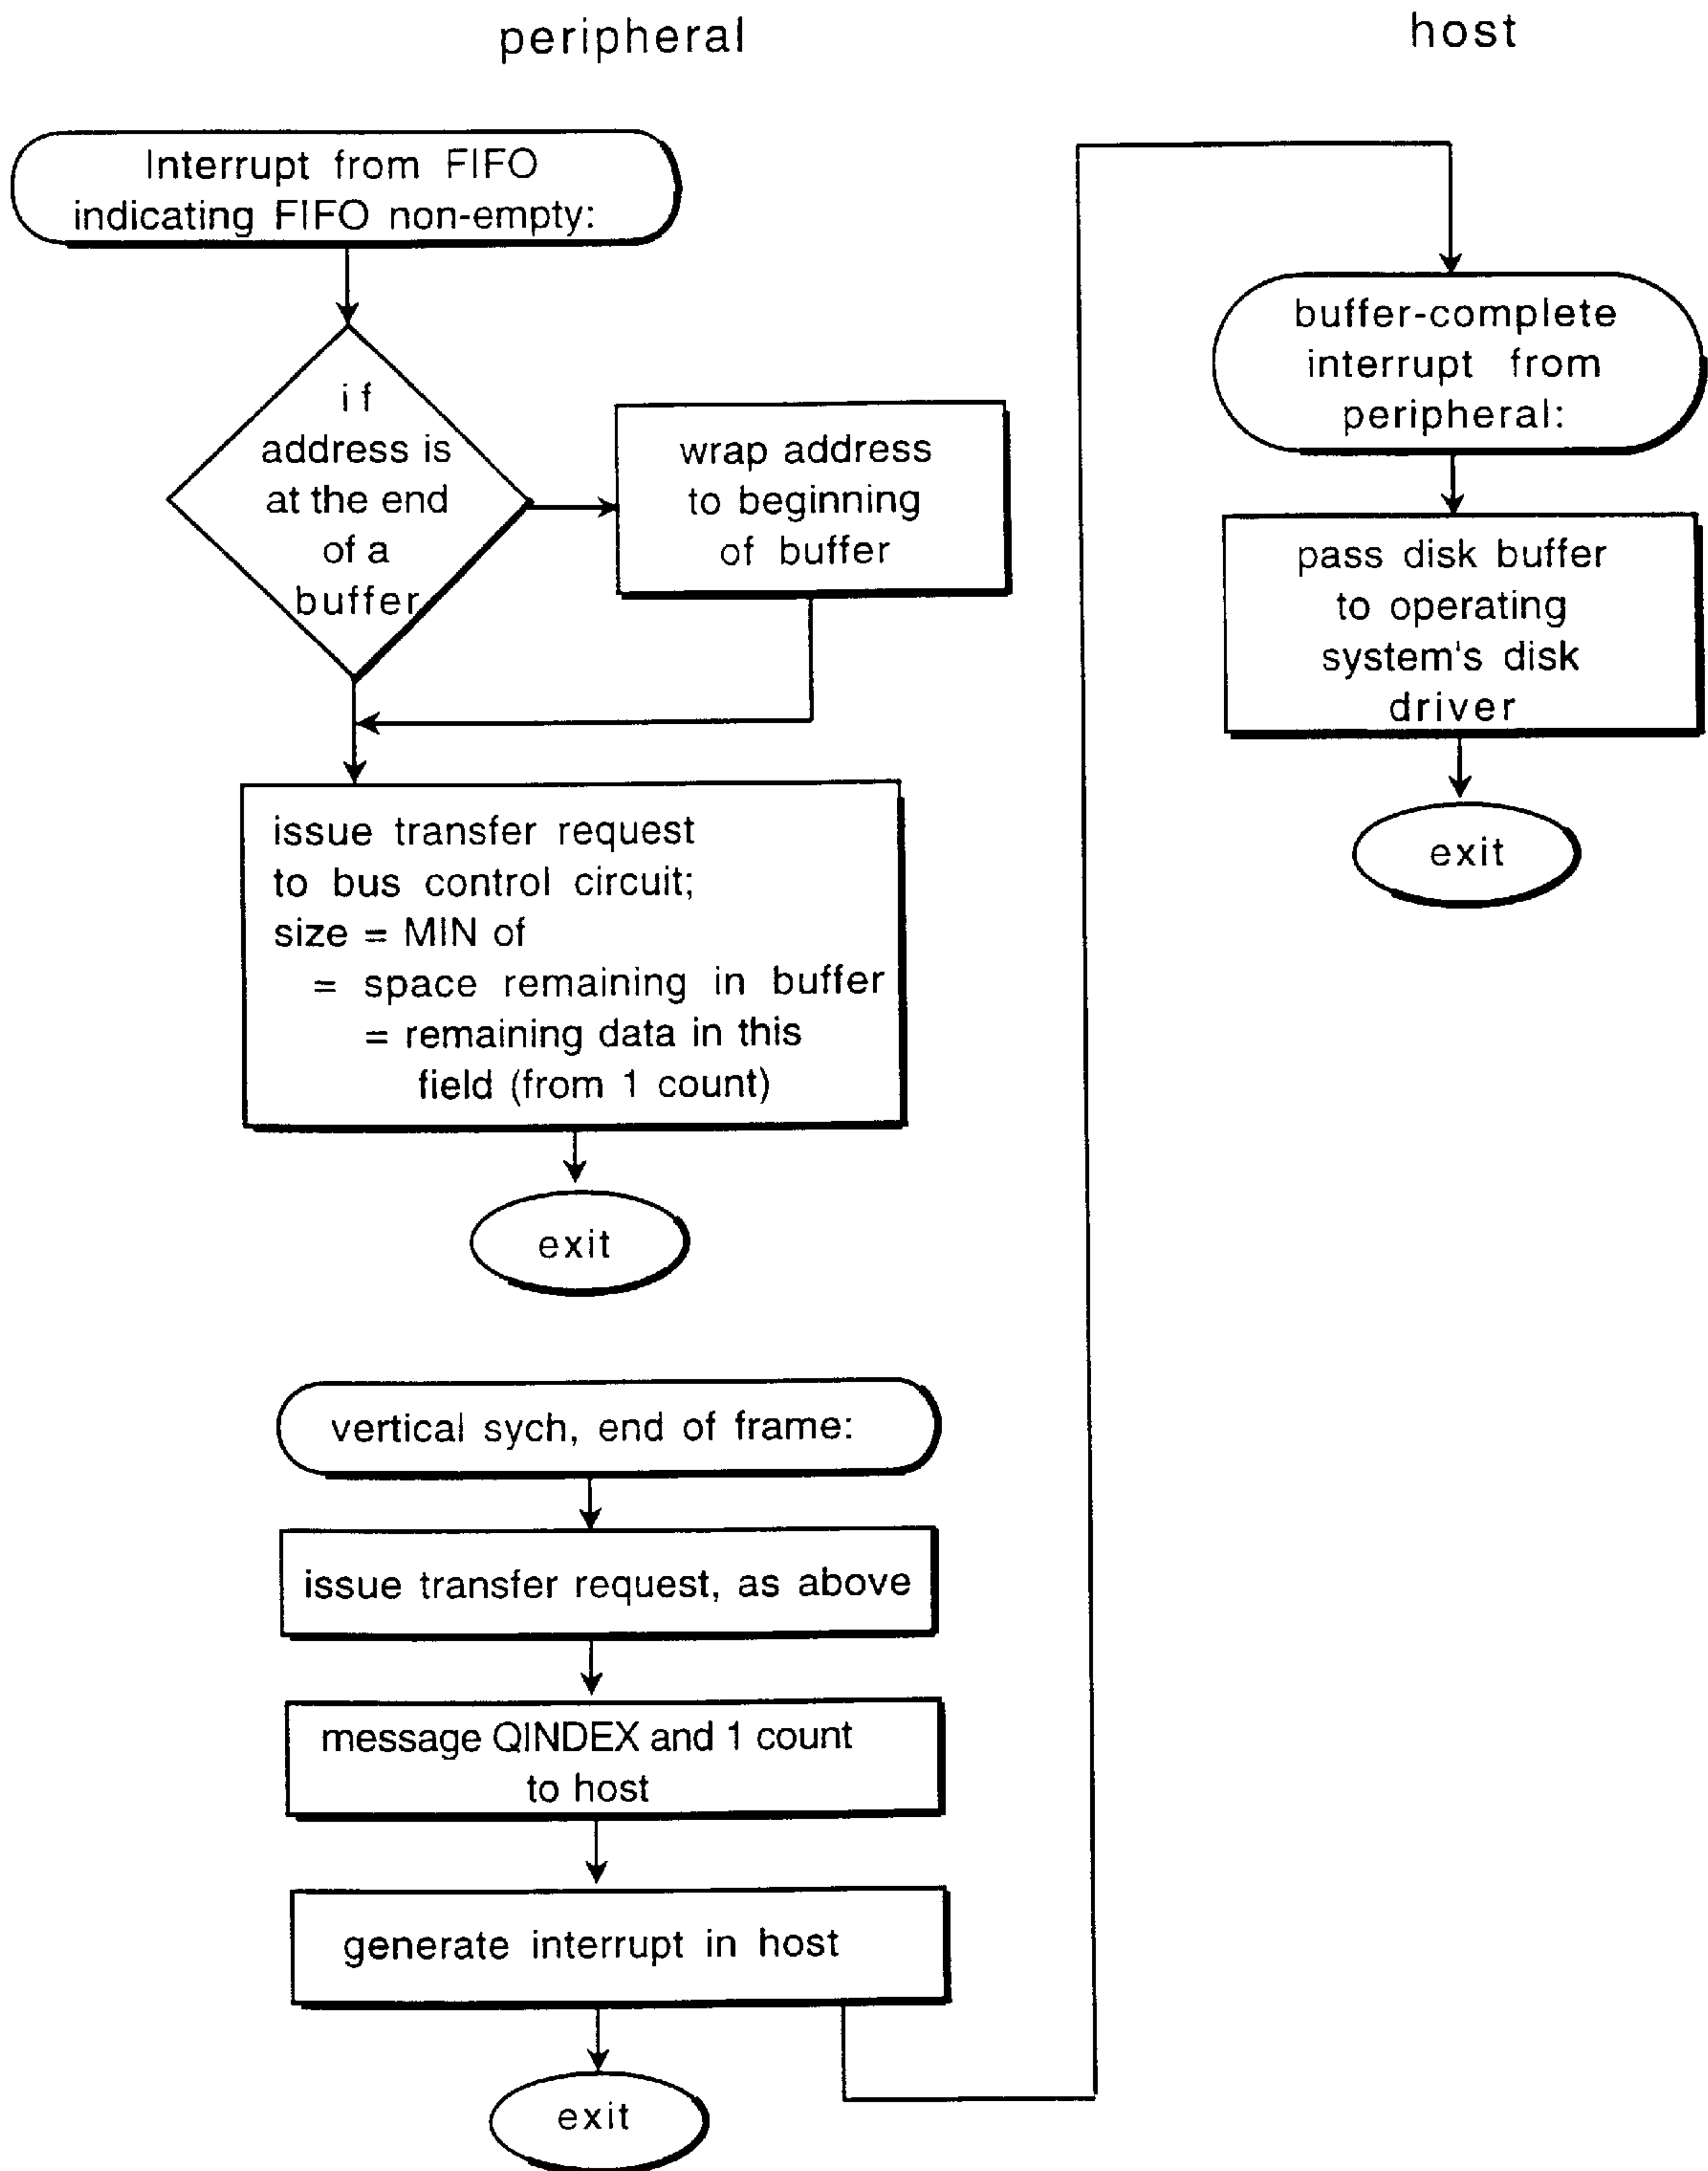 peripheral
host
Interrupt from FIFO
indicating FIFO non-empty:
if
address is
at the end
of a
buffer
wrap address
to beginning
of buffer
issue transfer request
to bus control circuit;
size = MIN of
= space remaining in buffer
= remaining data in this
field (from 1 count)
exit
vertical sych, end of frame:
issue transfer request, as above
message QINDEX and 1 count
to host
generate interrupt in host
exit
buffer-complete
interrupt from
peripheral:
pass disk buffer
to operating
system's disk
driver
exit